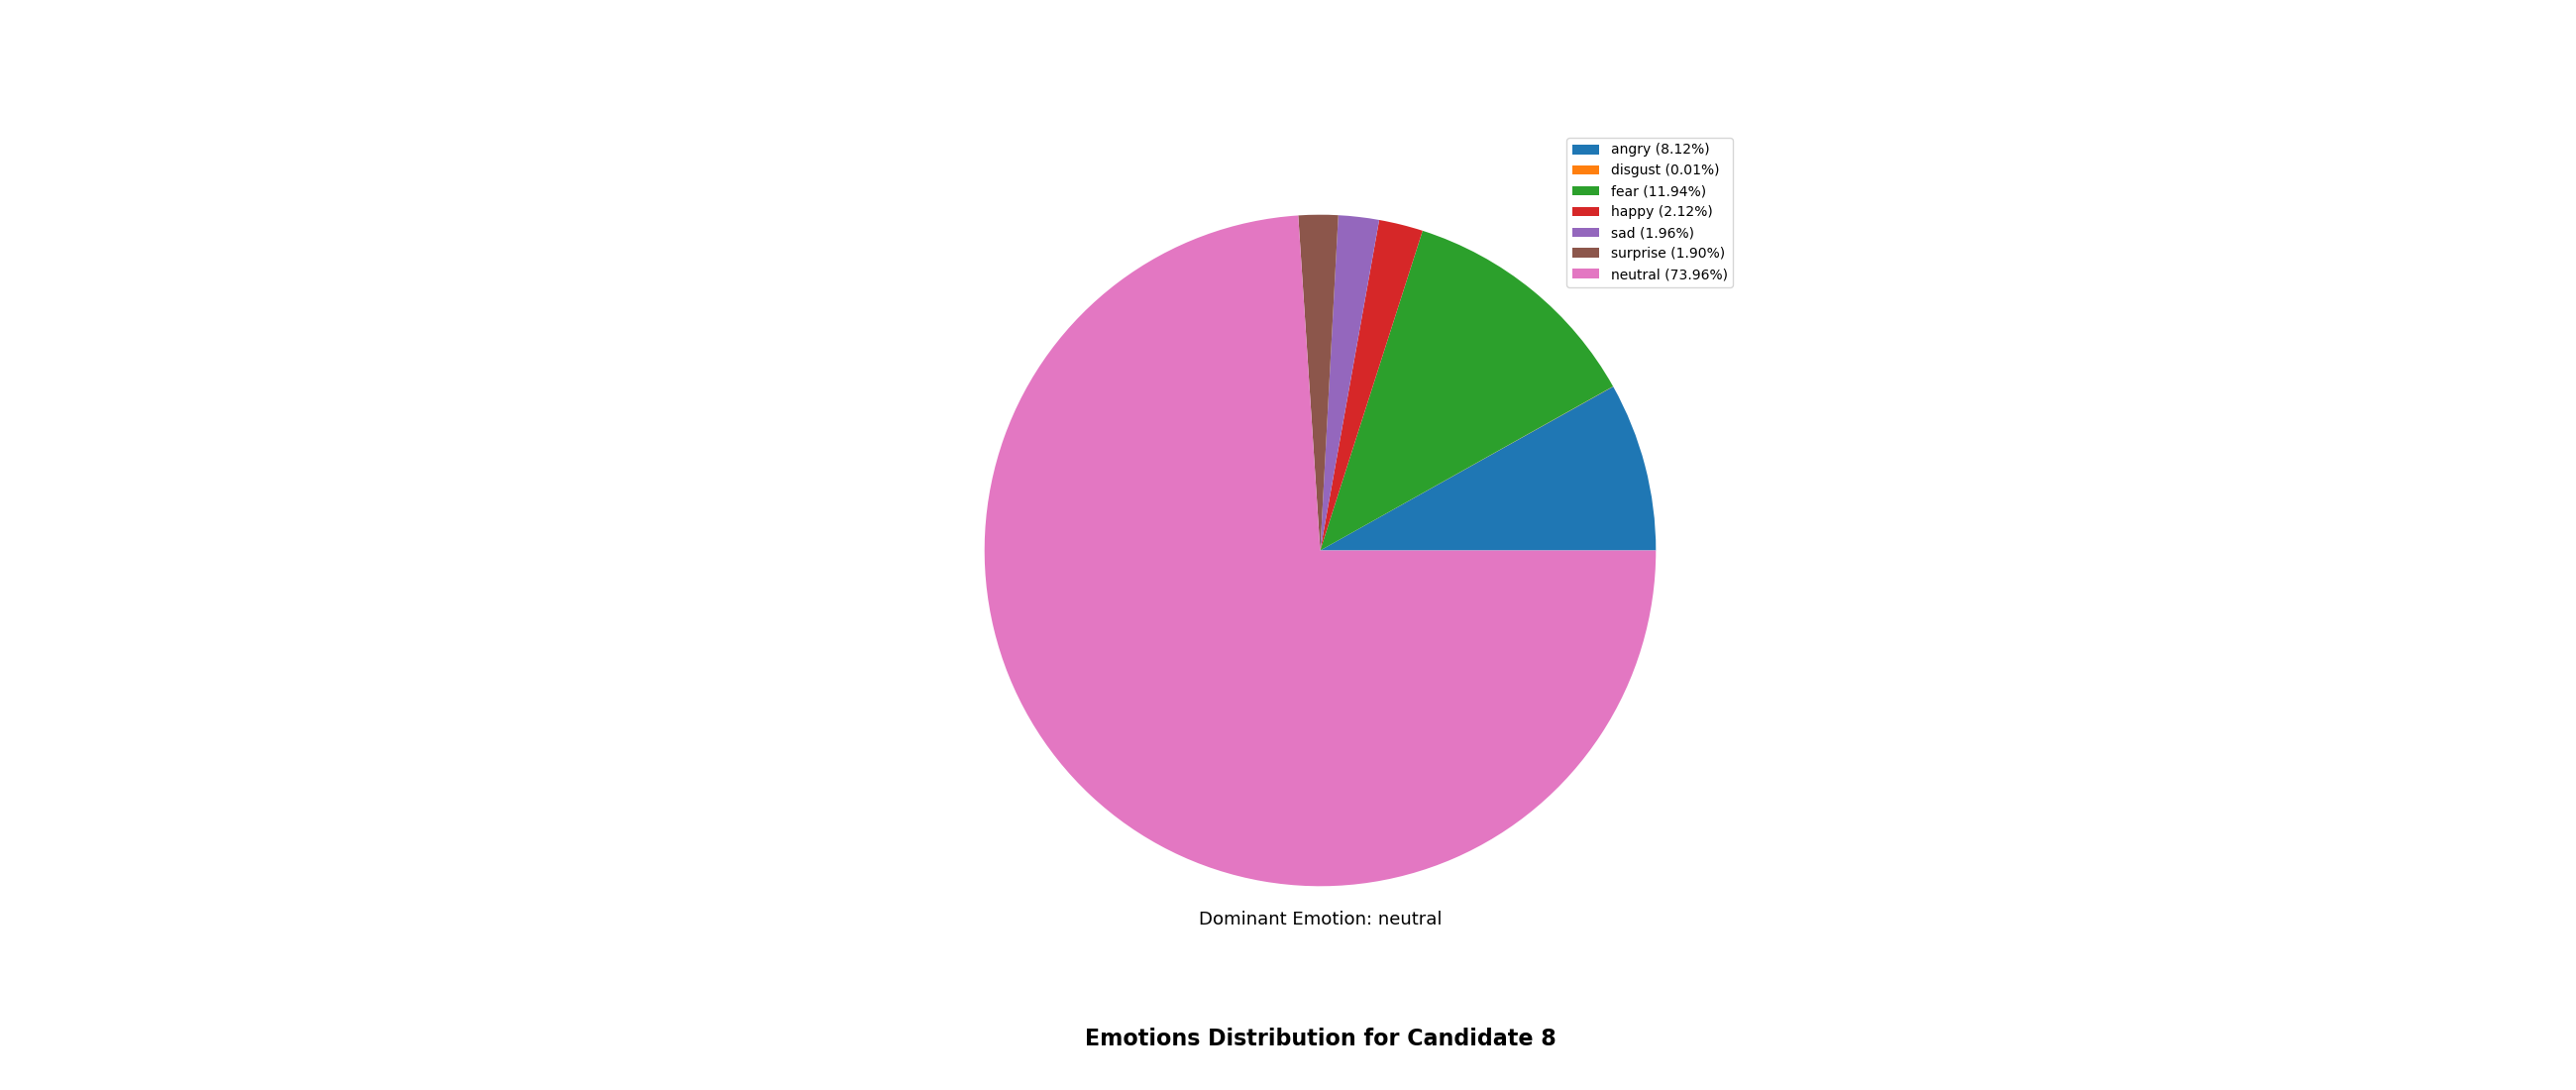 angry (8.12%)
disgust (0.01%)
fear (11.94%)
happy (2.12%)
sad (1.96%)
surprise (1.90%)
neutral (73.96%)
Dominant Emotion: neutral
Emotions Distribution for Candidate 8